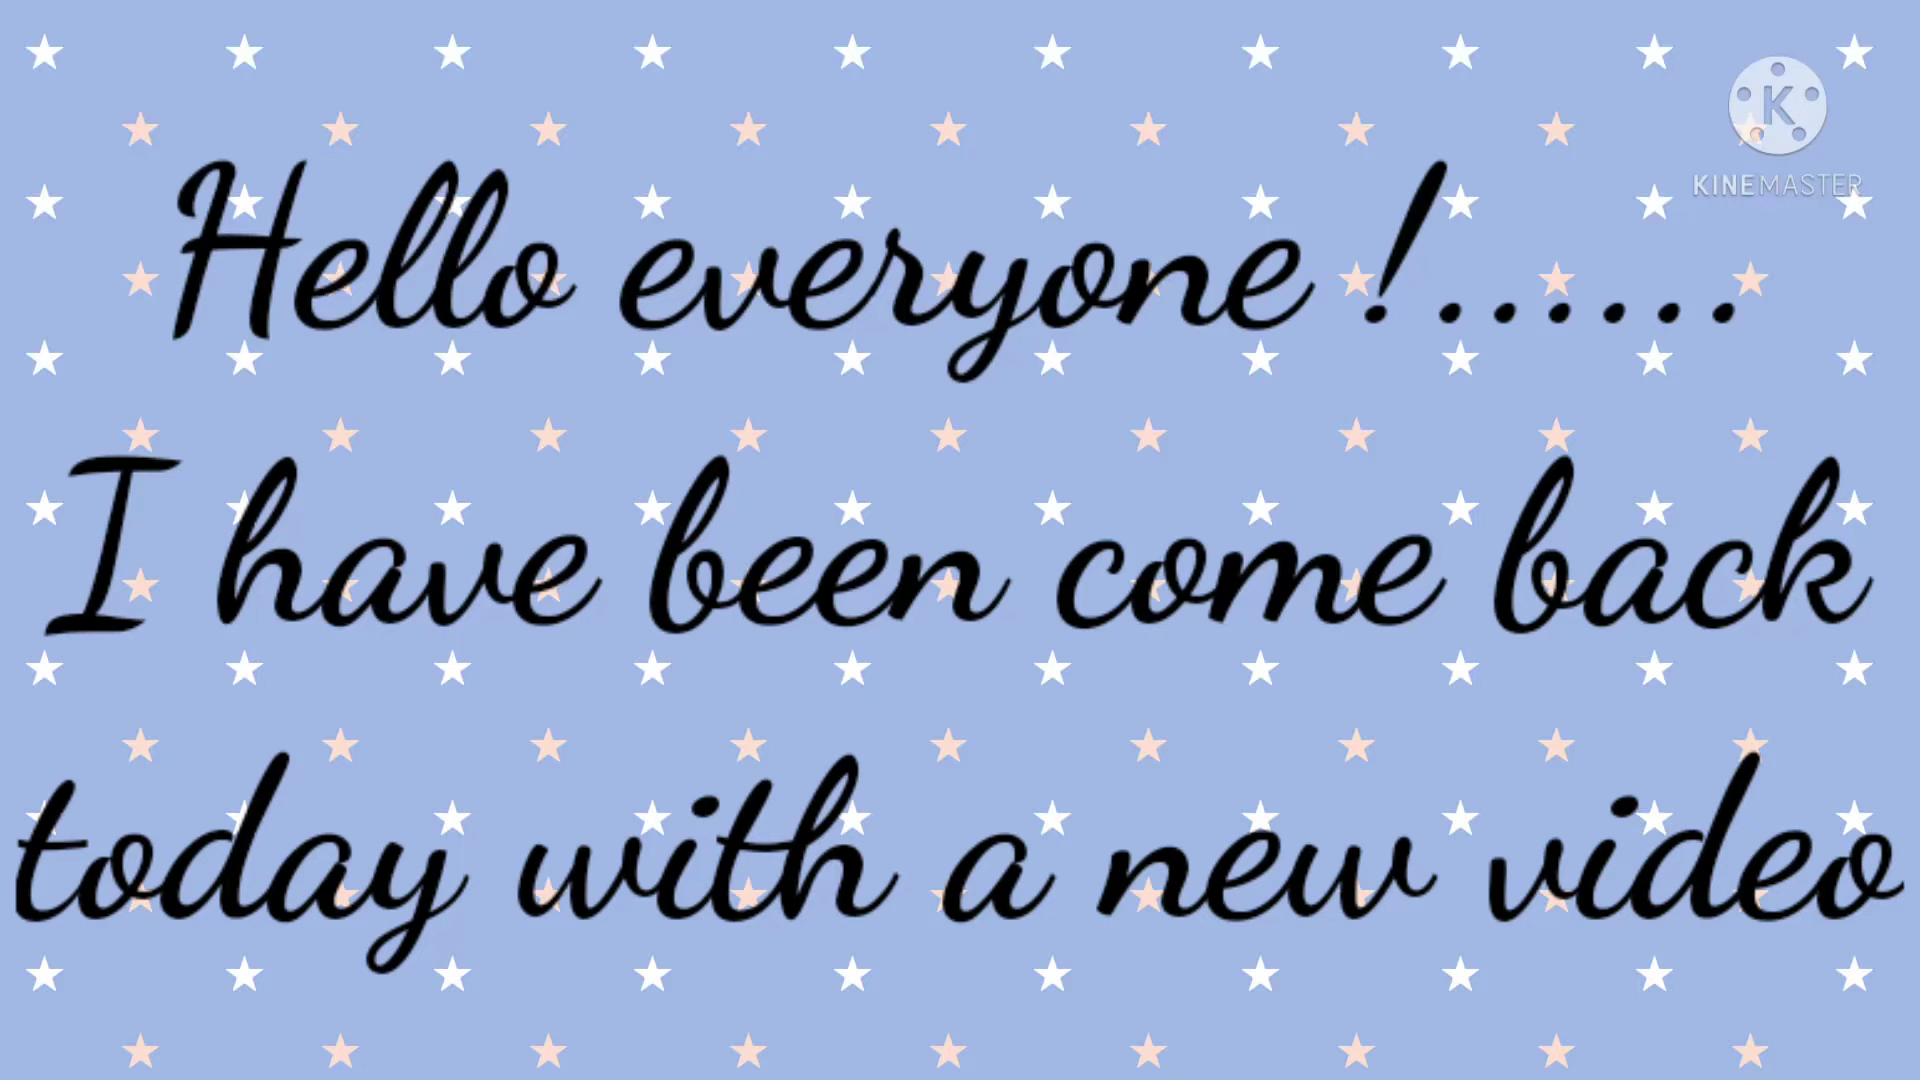 K
KINEMASTER
Hello everyone !......
I have been come back
today with a new video